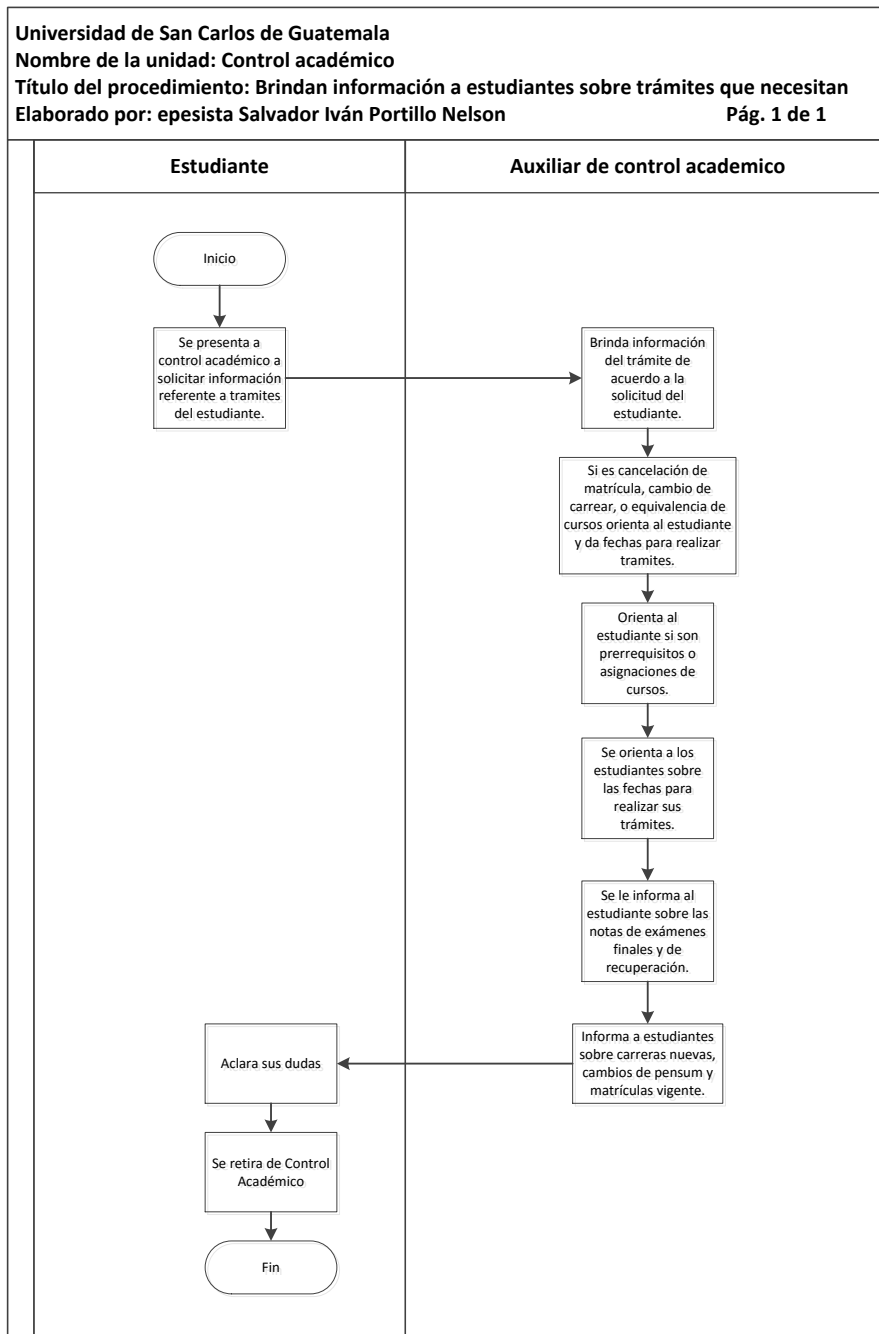 Universidad de San Carlos de Guatemala
Nombre de la unidad: Control académico
Título del procedimiento: Brindan información a estudiantes sobre trámites que necesitan
Elaborado por: epesista Salvador Iván Portillo Nelson Pág. 1 de 1
Estudiante
Auxiliar de control academico
Inicio
Se presenta a
control académico a
solicitar información
referente a tramites
del estudiante.
Brinda información
del trámite de
acuerdo a la
solicitud del
estudiante.
Si es cancelación de
matrícula, cambio de
carrear, o equivalencia de
cursos orienta al estudiante
y da fechas para realizar
tramites.
Orienta al
estudiante si son
prerrequisitos o
asignaciones de
cursos.
Se orienta a los
estudiantes sobre
las fechas para
realizar sus
trámites.
Se le informa al
estudiante sobre las
notas de exámenes
finales y de
recuperación.
Informa a estudiantes
sobre carreras nuevas,
cambios de pensum y
matrículas vigente.
Aclara sus dudas
Se retira de Control
Académico
Fin